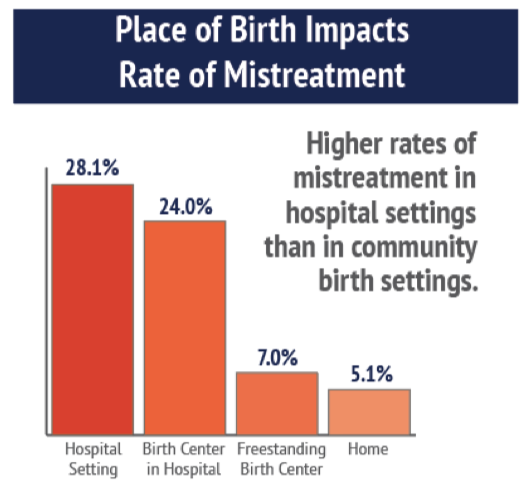 Place of Birth Impacts
Rate of Mistreatment
Higher rates of
mistreatment in
hospital settings
than in community
birth settings.
28.1%
24.0%
7.0%
5.1%
Hospital
Setting
Birth Center
in Hospital
Freestanding
Birth Center
Home